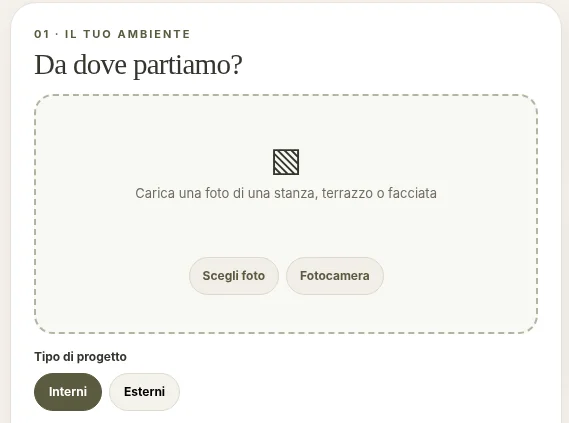 01 · IL TUO AMBIENTE
Da dove partiamo?
Carica una foto di una stanza, terrazzo o facciata
Scegli foto
Fotocamera
Tipo di progetto
Interni
Esterni